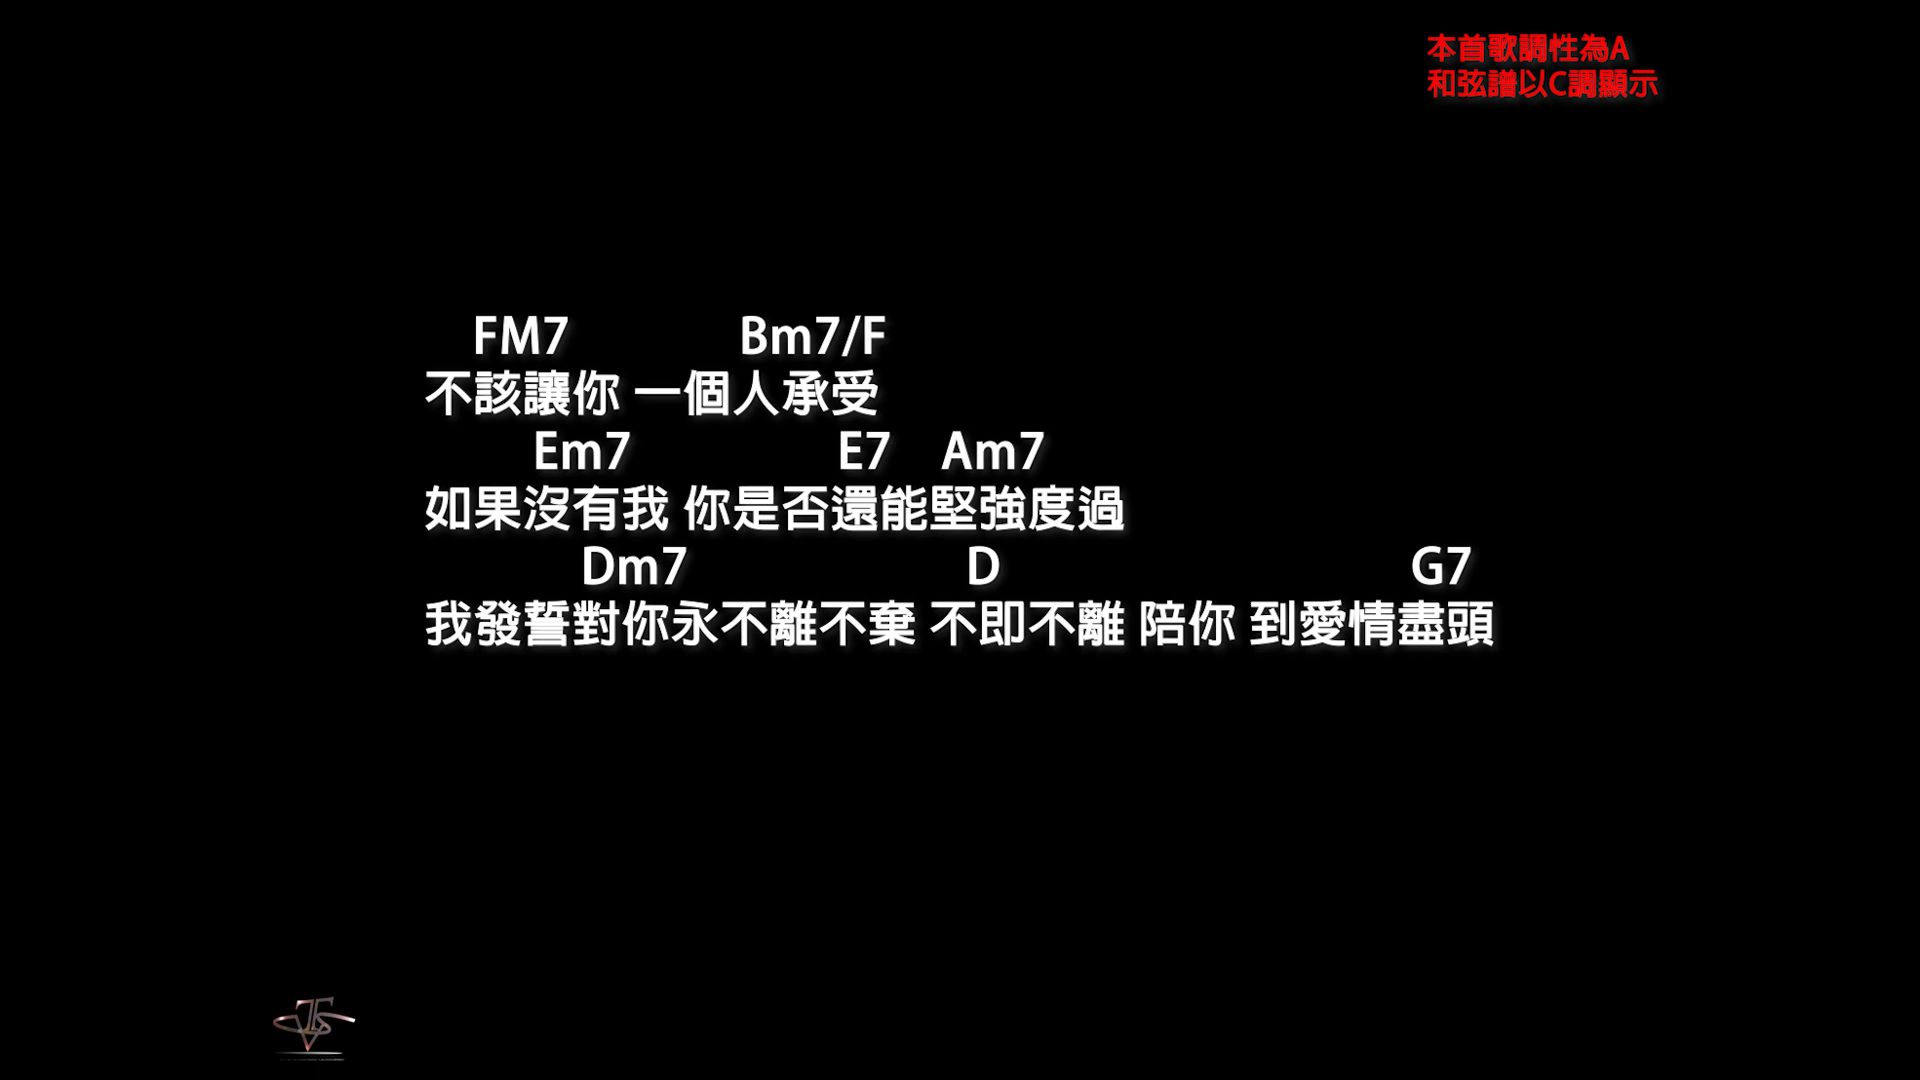 本首歌調性為A
和弦譜以C調顯示
FM7 Bm7/F
不該讓你 一個人承受
Em7 E7 Am7
如果沒有我 你是否還能堅強度過
Dm7 D G7
我發誓對你永不離不棄 不即不離 陪你 到愛情盡頭